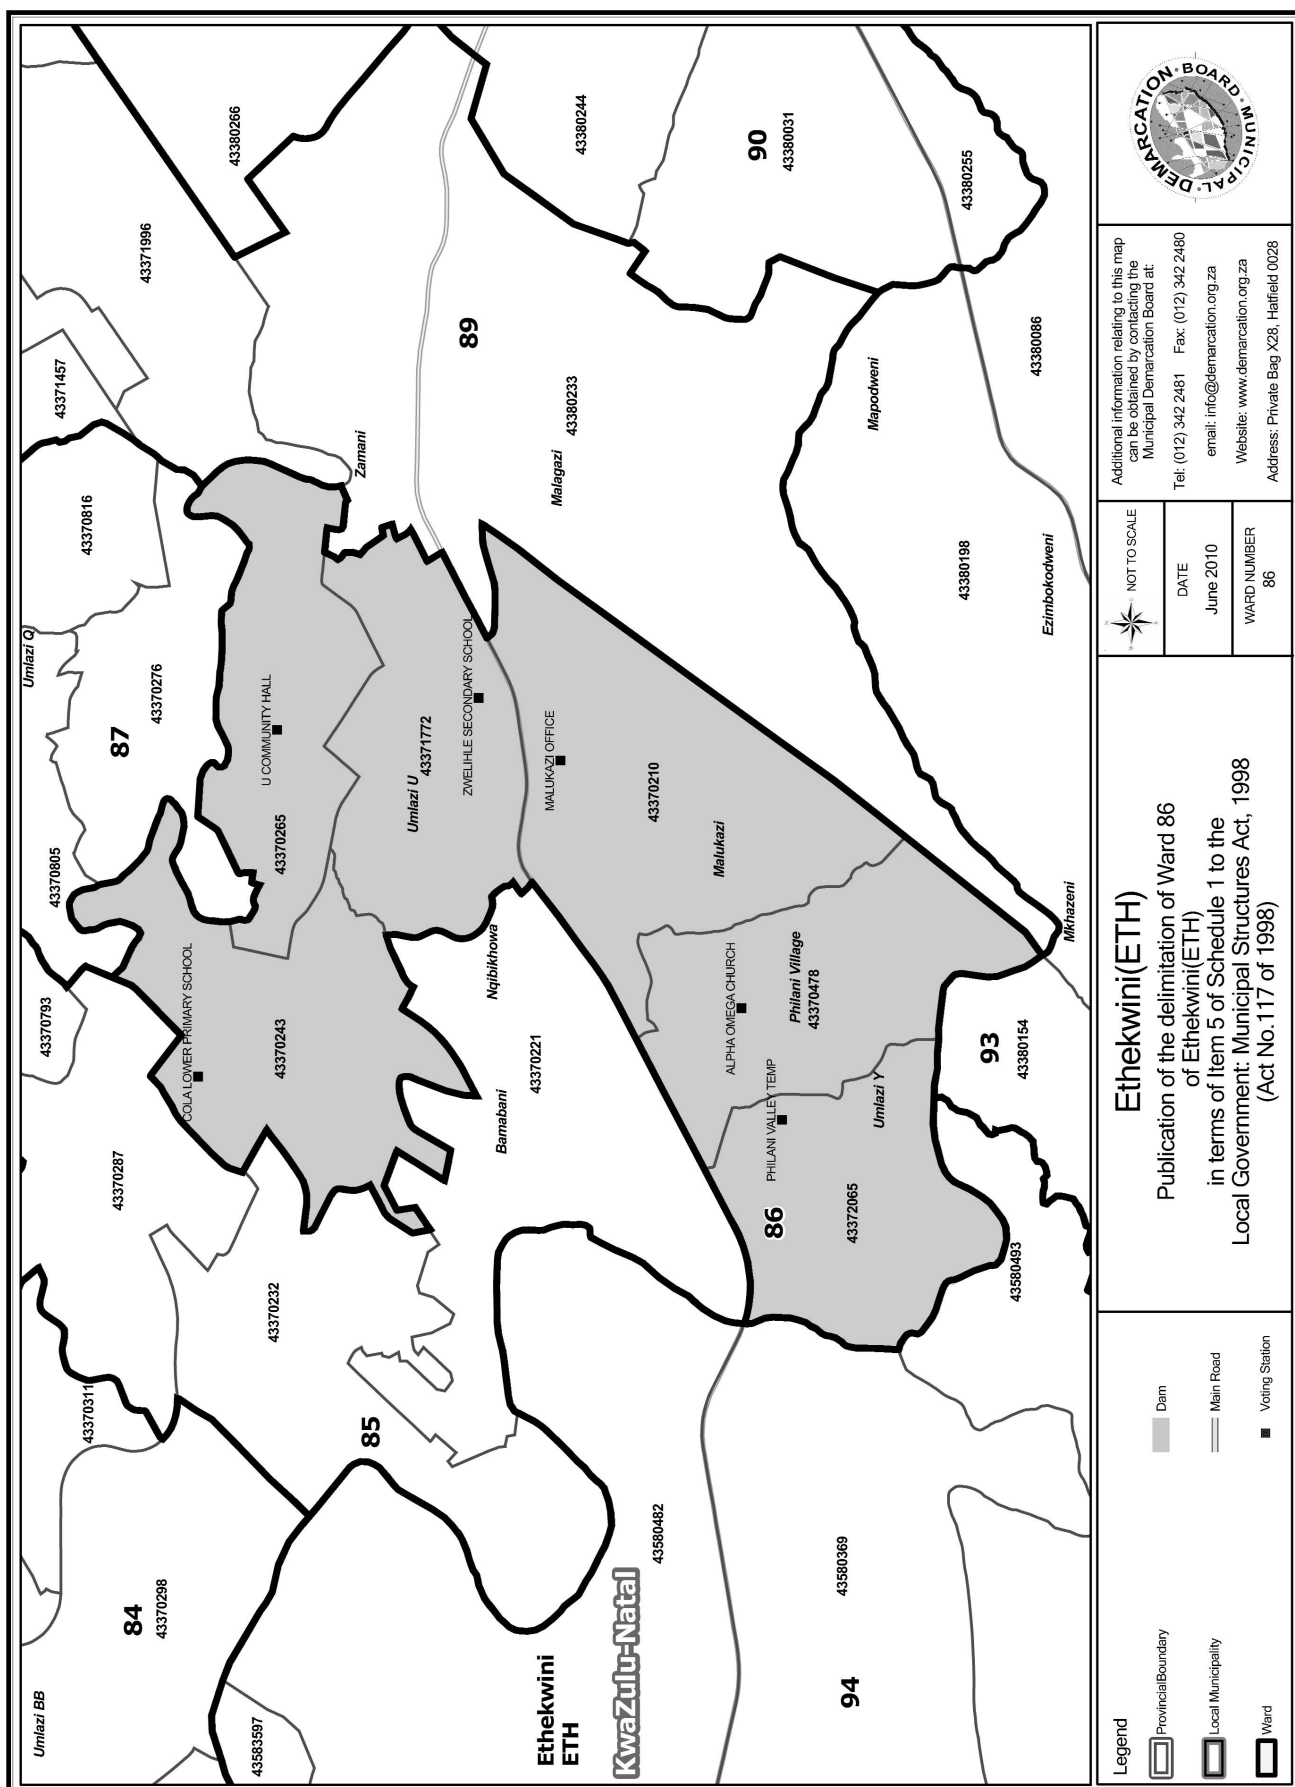 Umlazi BB
84
43370298
43583597
43370311
43370287
43370793
43370805
Umlazi Q
87
43370276
43370816
43371457
43371996
43380266
43370232
43370243
COLA LOWER PRIMARY SCHOOL
43370265
U COMMUNITY HALL
85
Umlazi U
43371772
Zamani
ZWELIHLE SECONDARY SCHOOL
89
Nqibikhowa
Bamabani
43370221
Ethekwini
ETH
KwaZulu-Natal
43580482
MALUKAZI OFFICE
Malagazi
43380233
43380244
43370210
Malukazi
ALPHA OMEGA CHURCH
Philani Village
43370478
PHILANI VALLEY TEMP
86
43372065
Umlazi Y
90
43380031
43380255
Mapodweni
94
43580369
43580493
93
43380154
Mkhazeni
43380198
Ezimbokodweni
43380086
Legend
ProvincialBoundary
Local Municipality
Ward
Dam
Main Road
Voting Station
Ethekwini(ETH)
Publication of the delimitation of Ward 86
of Ethekwini(ETH)
in terms of Item 5 of Schedule 1 to the
Local Government: Municipal Structures Act, 1998
(Act No.117 of 1998)
NOT TO SCALE
DATE
June 2010
WARD NUMBER
86
Additional information relating to this map
can be obtained by contacting the
Municipal Demarcation Board at:
Tel: (012) 342 2481 Fax: (012) 342 2480
email: info@demarcation.org.za
Website: www.demarcation.org.za
Address: Private Bag X28, Hatfield 0028
MUNICIPAL • DEMARCATION • BOARD •